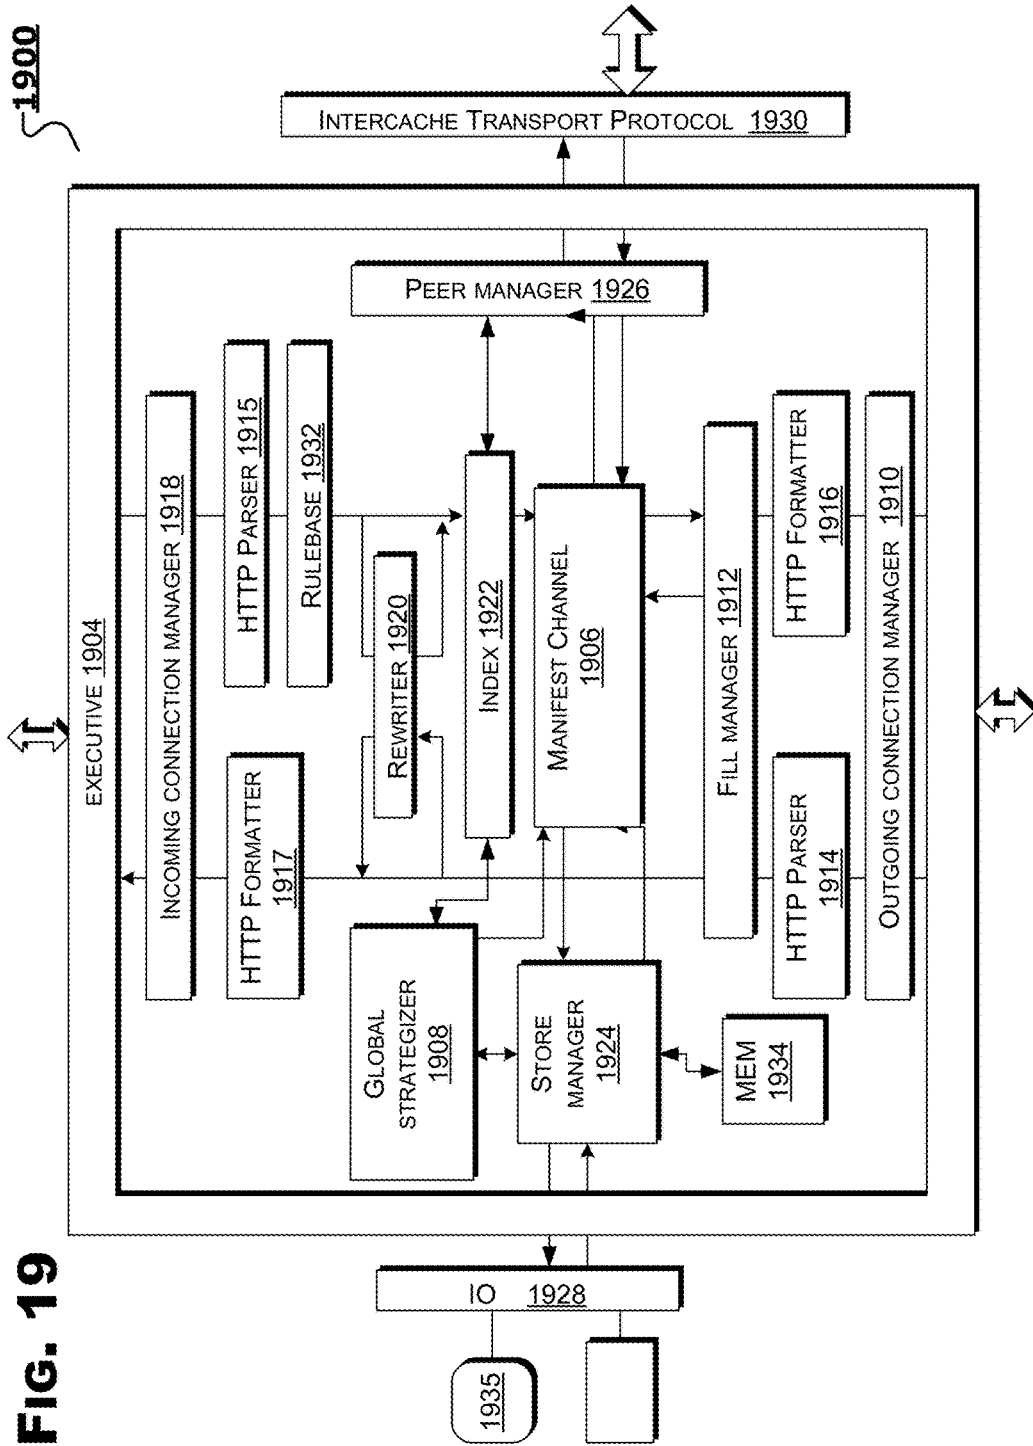 FIG. 19
1900
EXECUTIVE 1904
INCOMING CONNECTION MANAGER 1918
HTTP FORMATTER
1917
HTTP PARSER 1915
RULEBASE 1932
REWRITER 1920
GLOBAL
STRATEGIZER
1908
INDEX 1922
PEER MANAGER 1926
INTERCACHE TRANSPORT PROTOCOL 1930
IO 1928
1935
STORE
MANAGER
1924
MANIFEST CHANNEL
1906
MEM
1934
FILL MANAGER 1912
HTTP PARSER
1914
HTTP FORMATTER
1916
OUTGOING CONNECTION MANAGER 1910